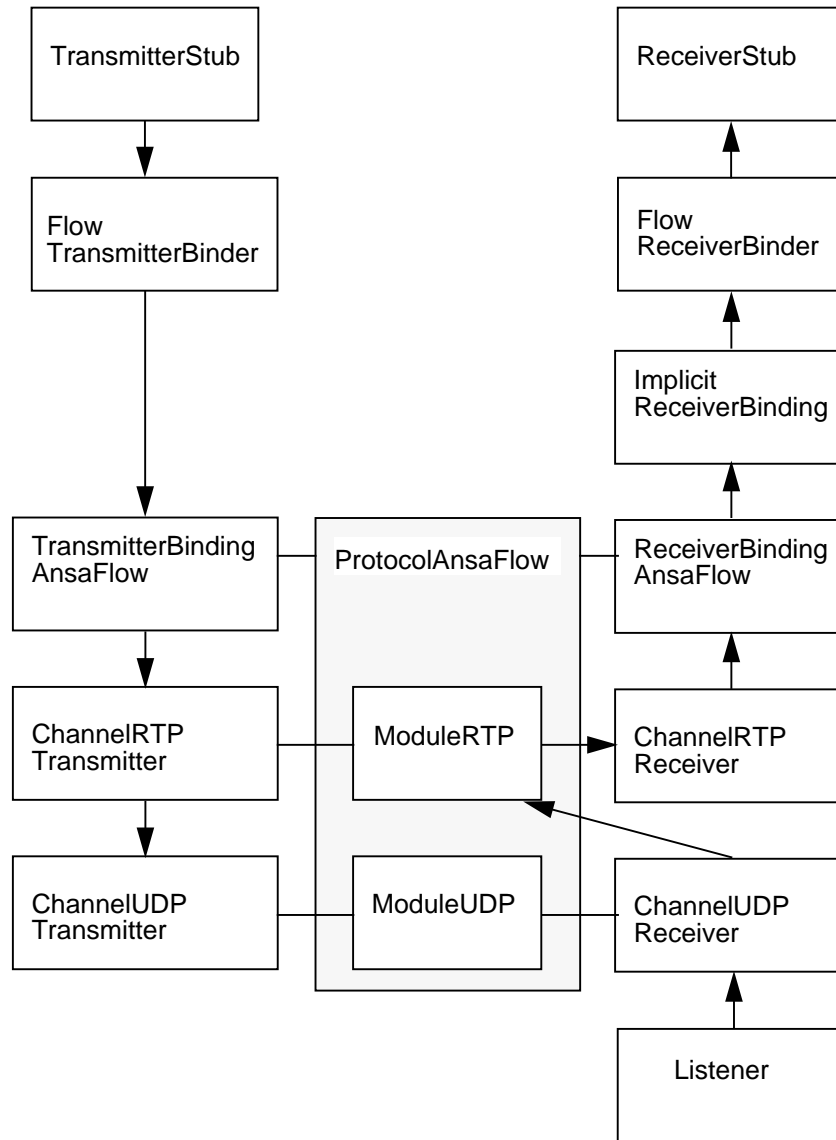 TransmitterStub
ReceiverStub
Flow
TransmitterBinder
Flow
ReceiverBinder
Implicit
ReceiverBinding
TransmitterBinding
AnsaFlow
ProtocolAnsaFlow
ReceiverBinding
AnsaFlow
ChannelRTP
Transmitter
ModuleRTP
ChannelRTP
Receiver
ChannelUDP
Transmitter
ModuleUDP
ChannelUDP
Receiver
Listener